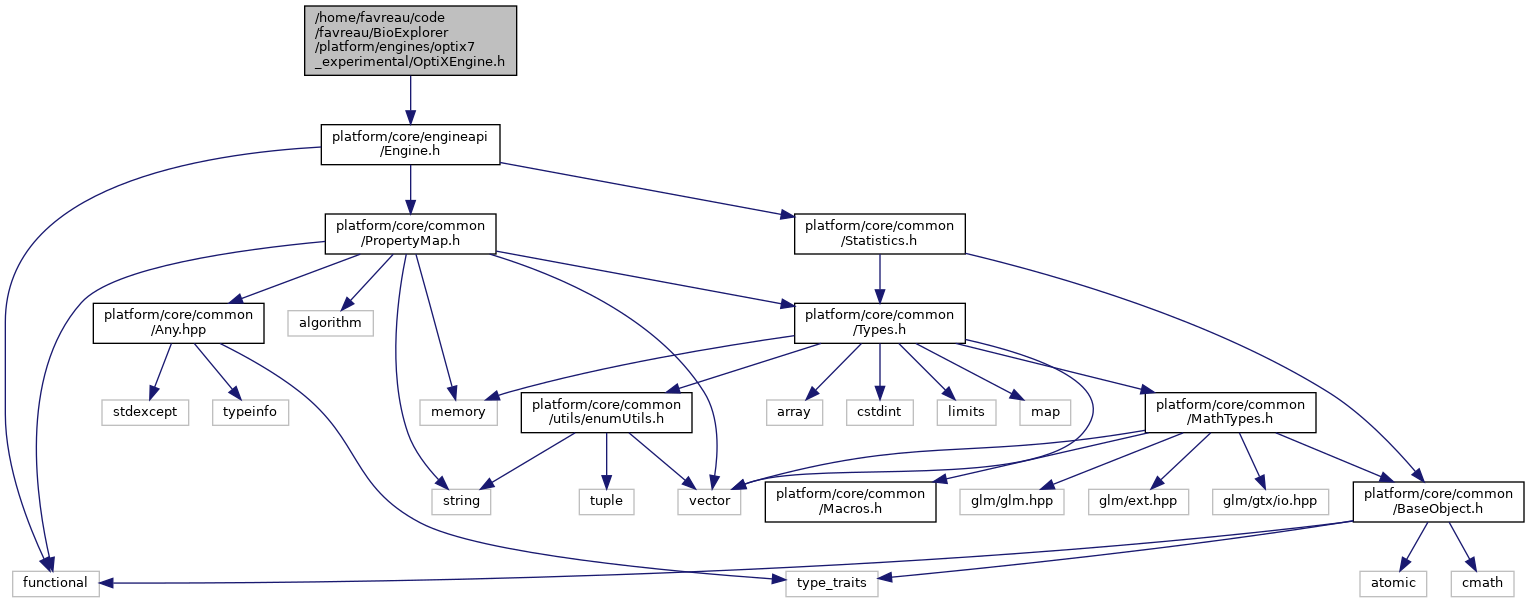 /home/favreau/code
/favreau/BioExplorer
/platform/engines/optix7
_experimental/OptiXEngine.h
platform/core/engineapi
/Engine.h
platform/core/common
/PropertyMap.h
platform/core/common
/Statistics.h
platform/core/common
/Any.hpp
algorithm
platform/core/common
/Types.h
stdexcept
typeinfo
memory
platform/core/common
/utils/enumUtils.h
array
cstdint
limits
map
platform/core/common
/MathTypes.h
string
tuple
vector
platform/core/common
/Macros.h
glm/glm.hpp
glm/ext.hpp
glm/gtx/io.hpp
platform/core/common
/BaseObject.h
functional
type_traits
atomic
cmath